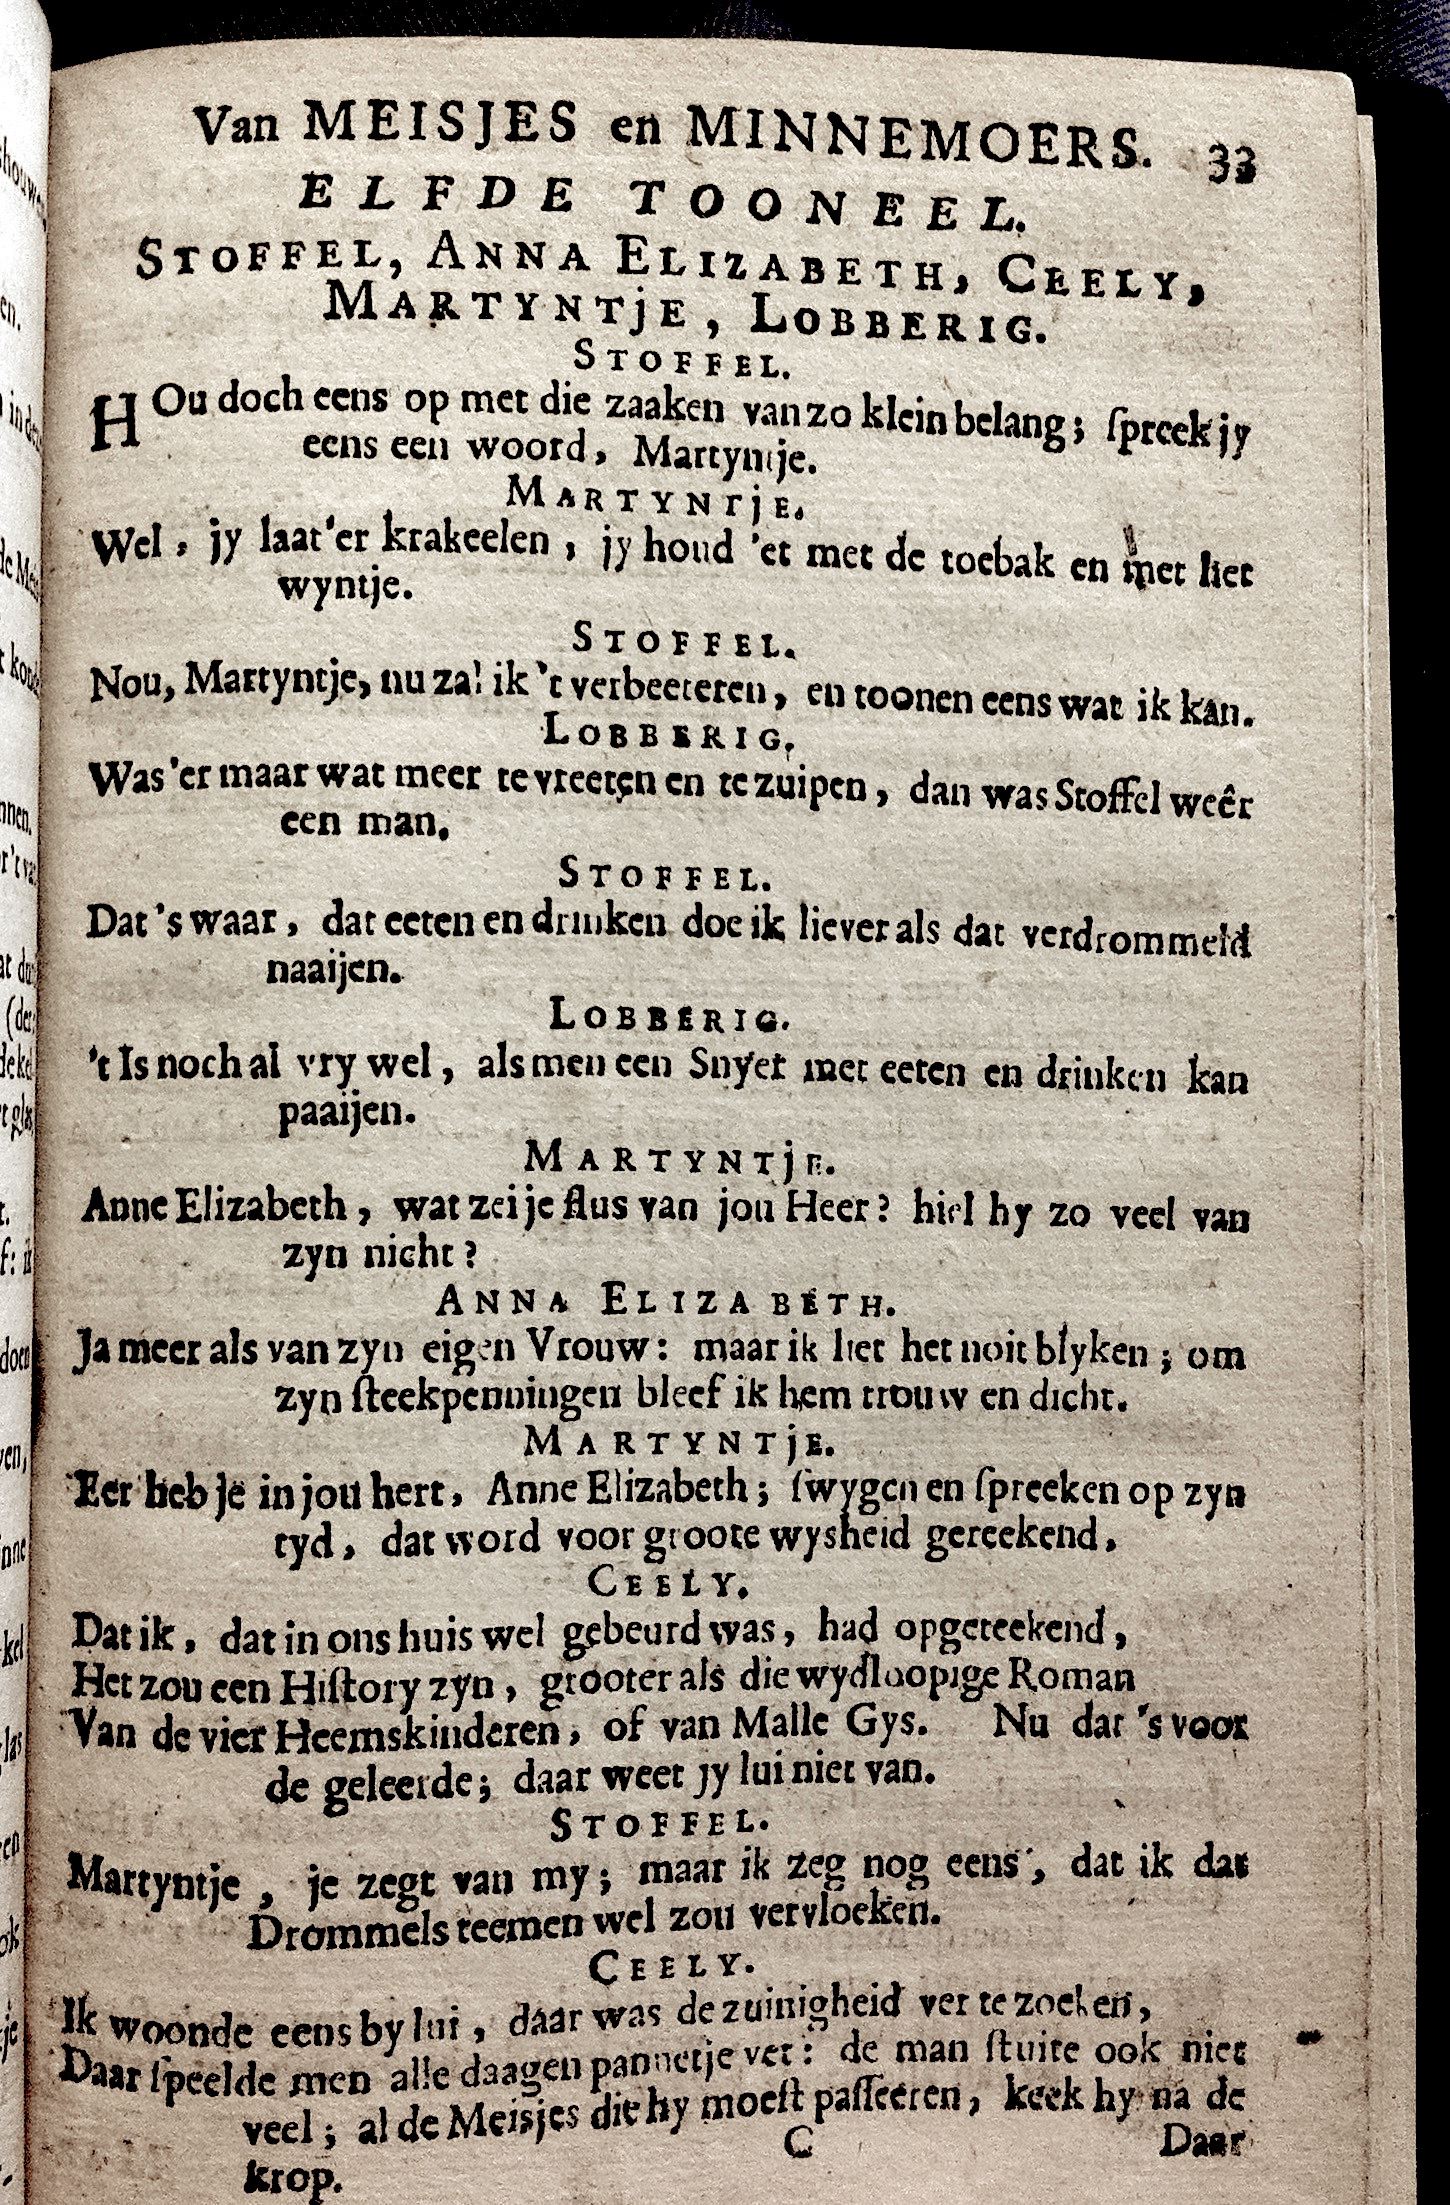 Van MEISJES en MINNEMOERS. 33
ELFDE TOONEEL.
STOFFEL, ANNA ELIZABETH, CEELY,
MARTYNTJE, LOBBERIG.
STOFFEL.
HOu doch eens op met die zaaken van zo klein belang; ſpreek jy
eens een woord, Martyntje.
MARTYNTJE.
Wel, jy laat'er krakeelen, jy houd 'et met de toebak en met het
wyntje.
STOFFEL.
Nou, Martyntje, nu zal ik 't verbeeteren, en toonen eens wat ik kan.
LOBBERIG.
Was 'er maar wat meer te vreeten en te zuipen, dan was Stoffel weêr
een man.
STOFFEL.
Dat 's waar, dat eeten en drinken doe ik liever als dat verdrommeld
naaijen.
LOBBERIG.
't Is noch al vry wel, als men een Snyer met eeten en drinken kan
paaijen.
MARTYNTJE.
Anne Elizabeth, wat zei je flus van jou Heer? hiel hy zo veel van
zyn nicht?
ANNA ELIZABETH.
Ja meer als van zyn eigen Vrouw: maar ik liet het noit blyken; om
zyn ſteekpenningen bleef ik hem trouw en dicht.
MARTYNTJE.
Eer heb je in jou hert, Anne Elizabeth; ſwygen en ſpreeken op zyn
tyd, dat word voor groote wysheid gereekend,
CEELY.
Dat ik, dat in ons huis wel gebeurd was, had opgeteekend,
Het zou een Hiſtory zyn, grooter als die wydloopige Roman
Van de vier Heemskinderen, of van Malle Gys. Nu dat 's voor
de geleerde; daar weet jy lui niet van.
STOFFEL.
Martyntje, je zegt van my; maar ik zeg nog eens, dat ik dat
Drommels teemen wel zou vervloeken.
CEELY.
Ik woonde eens by lui, daar was de zuinigheid ver te zoeken,
Daar ſpeelde men alle daagen pannetje vet: de man ſtuite ook niet
veel; al de Meisjes die hy moeſt paſſeeren, keek hy na de
krop.
C Daar